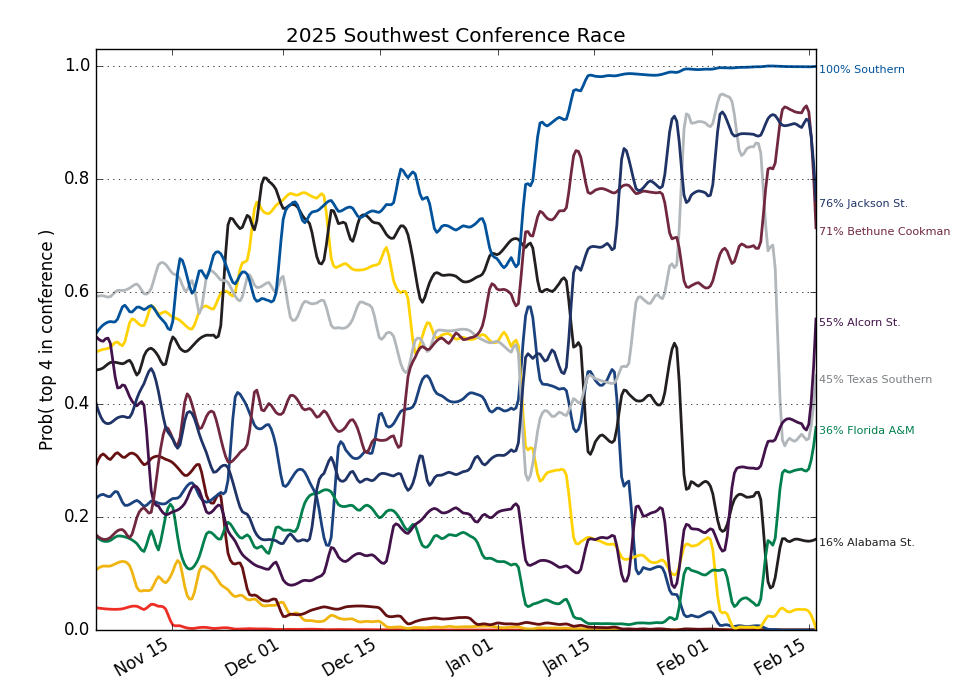 2025 Southwest Conference Race
Prob( top 4 in conference )
1.0
0.8
0.6
0.4
0.2
0.0
Nov 15
Dec 01
Dec 15
Jan 01
Jan 15
Feb 01
Feb 15
100% Southern
76% Jackson St.
71% Bethune Cookman
55% Alcorn St.
45% Texas Southern
36% Florida A&M
16% Alabama St.